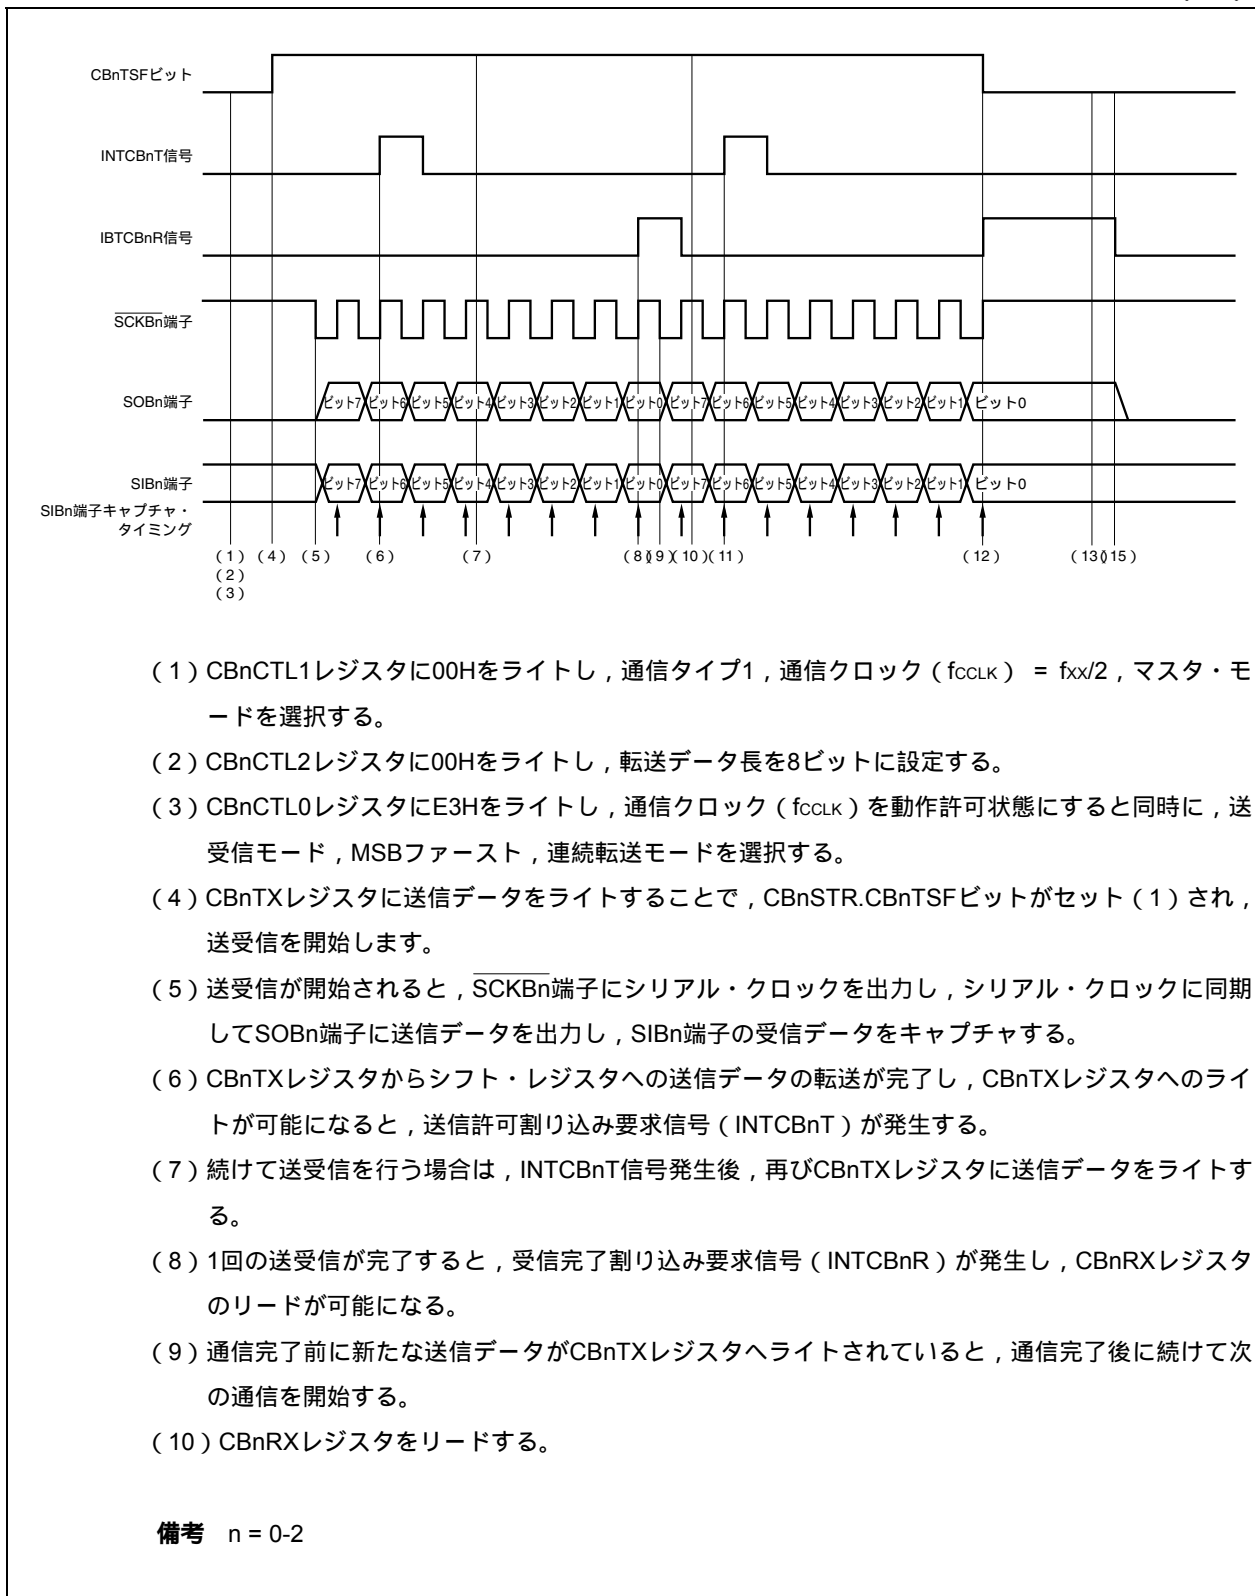 CBnTSFビット
INTCBnT信号
IBTCBnR信号
SCKBn端子
SOBn端子
ビット7 ビット6 ビット5 ビット4 ビット3 ビット2 ビット1 ビット0 ビット7 ビット6 ビット5 ビット4 ビット3 ビット2 ビット1 ビット0
SIBn端子
ビット7 ビット6 ビット5 ビット4 ビット3 ビット2 ビット1 ビット0 ビット7 ビット6 ビット5 ビット4 ビット3 ビット2 ビット1 ビット0
SIBn端子キャプチャ・
タイミング
(1) (4) (5) (6) (7) (8)(9)(10)(11) (12) (13)(15)
(2)
(3)
(1)CBnCTL1レジスタに00Hをライトし,通信タイプ1,通信クロック(fCCLK) = fXX/2,マスタ・モ
ードを選択する。
(2)CBnCTL2レジスタに00Hをライトし,転送データ長を8ビットに設定する。
(3)CBnCTL0レジスタにE3Hをライトし,通信クロック(fCCLK)を動作許可状態にすると同時に,送
受信モード,MSBファースト,連続転送モードを選択する。
(4)CBnTXレジスタに送信データをライトすることで,CBnSTR.CBnTSFビットがセット(1)され,
送受信を開始します。
(5)送受信が開始されると,SCKBn端子にシリアル・クロックを出力し,シリアル・クロックに同期
してSOBn端子に送信データを出力し,SIBn端子の受信データをキャプチャする。
(6)CBnTXレジスタからシフト・レジスタへの送信データの転送が完了し,CBnTXレジスタへのライ
トが可能になると,送信許可割り込み要求信号(INTCBnT)が発生する。
(7)続けて送受信を行う場合は,INTCBnT信号発生後,再びCBnTXレジスタに送信データをライトす
る。
(8)1回の送受信が完了すると,受信完了割り込み要求信号(INTCBnR)が発生し,CBnRXレジスタ
のリードが可能になる。
(9)通信完了前に新たな送信データがCBnTXレジスタへライトされていると,通信完了後に続けて次
の通信を開始する。
(10)CBnRXレジスタをリードする。
備考 n = 0-2